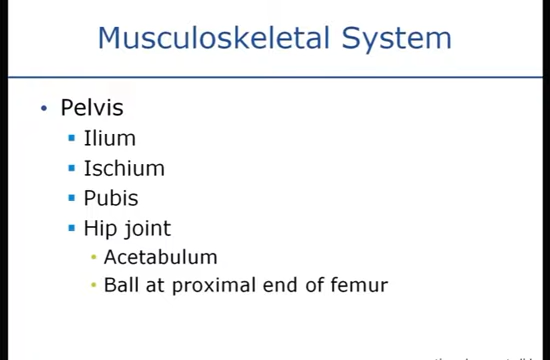 Musculoskeletal System
• Pelvis
▪ Ilium
▪ Ischium
▪ Pubis
▪ Hip joint
• Acetabulum
• Ball at proximal end of femur